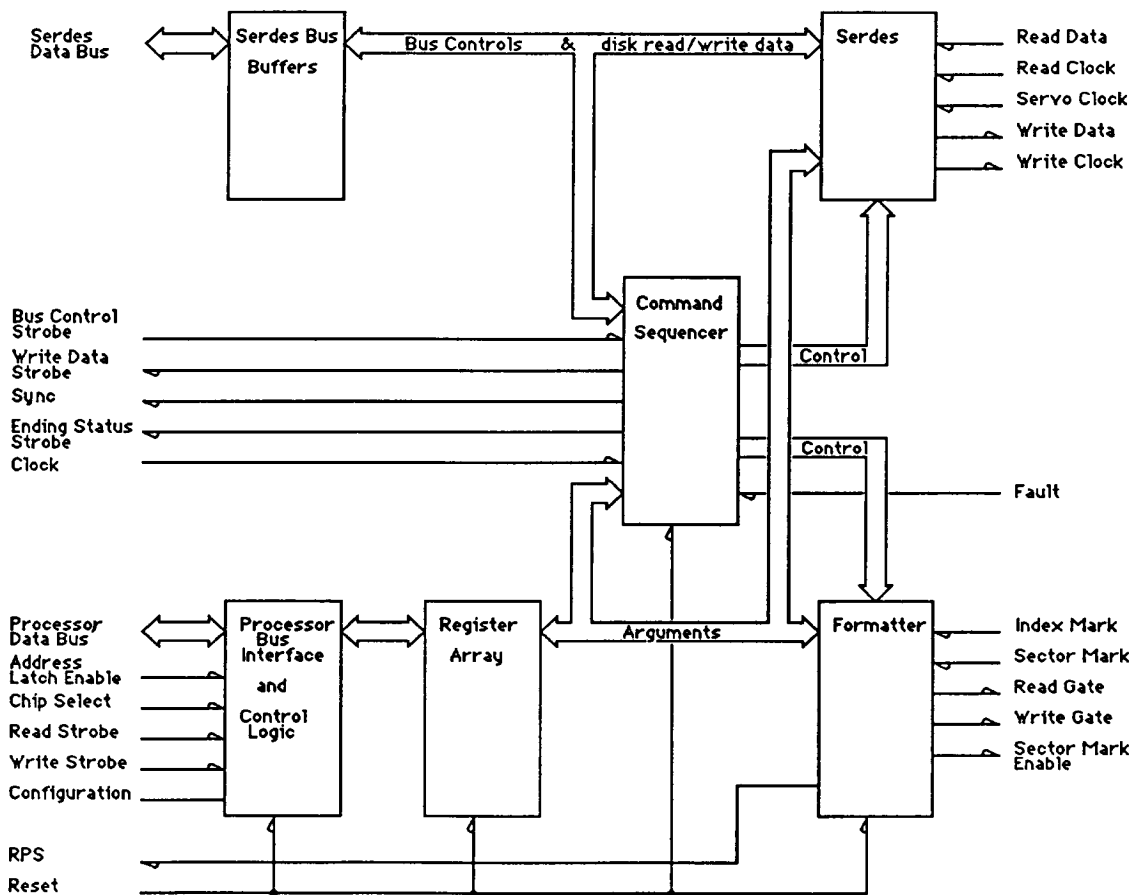 Serdes
Data Bus
Serdes Bus
Buffers
Bus Controls & disk read/write data
Serdes
Read Data
Read Clock
Servo Clock
Write Data
Write Clock
Command
Sequencer
Bus Control
Strobe
Write Data
Strobe
Sync
Ending Status
Strobe
Clock
Control
Control
Fault
Processor
Data Bus
Address
Latch Enable
Chip Select
Read Strobe
Write Strobe
Configuration
RPS
Reset
Processor
Bus
Interface
and
Control
Logic
Register
Array
Arguments
Formatter
Index Mark
Sector Mark
Read Gate
Write Gate
Sector Mark
Enable